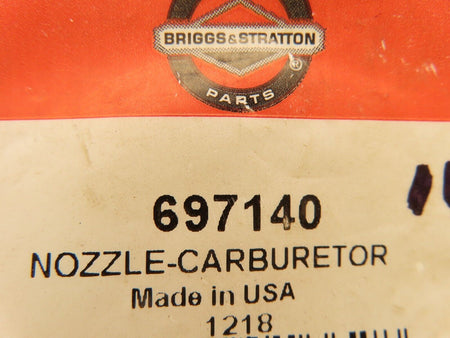 BRIGGS&STRATTON
®
PARTS
697140
NOZZLE-CARBURETOR
Made in USA
1218